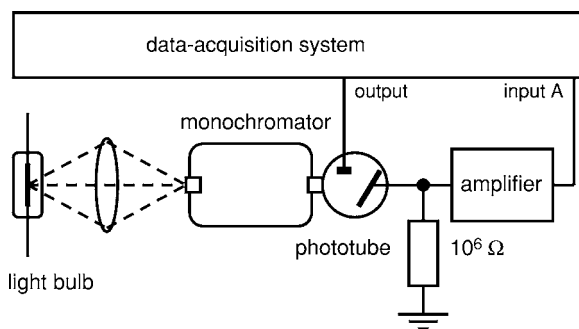 data-acquisition system
output
input A
monochromator
amplifier
phototube
10⁶ Ω
light bulb